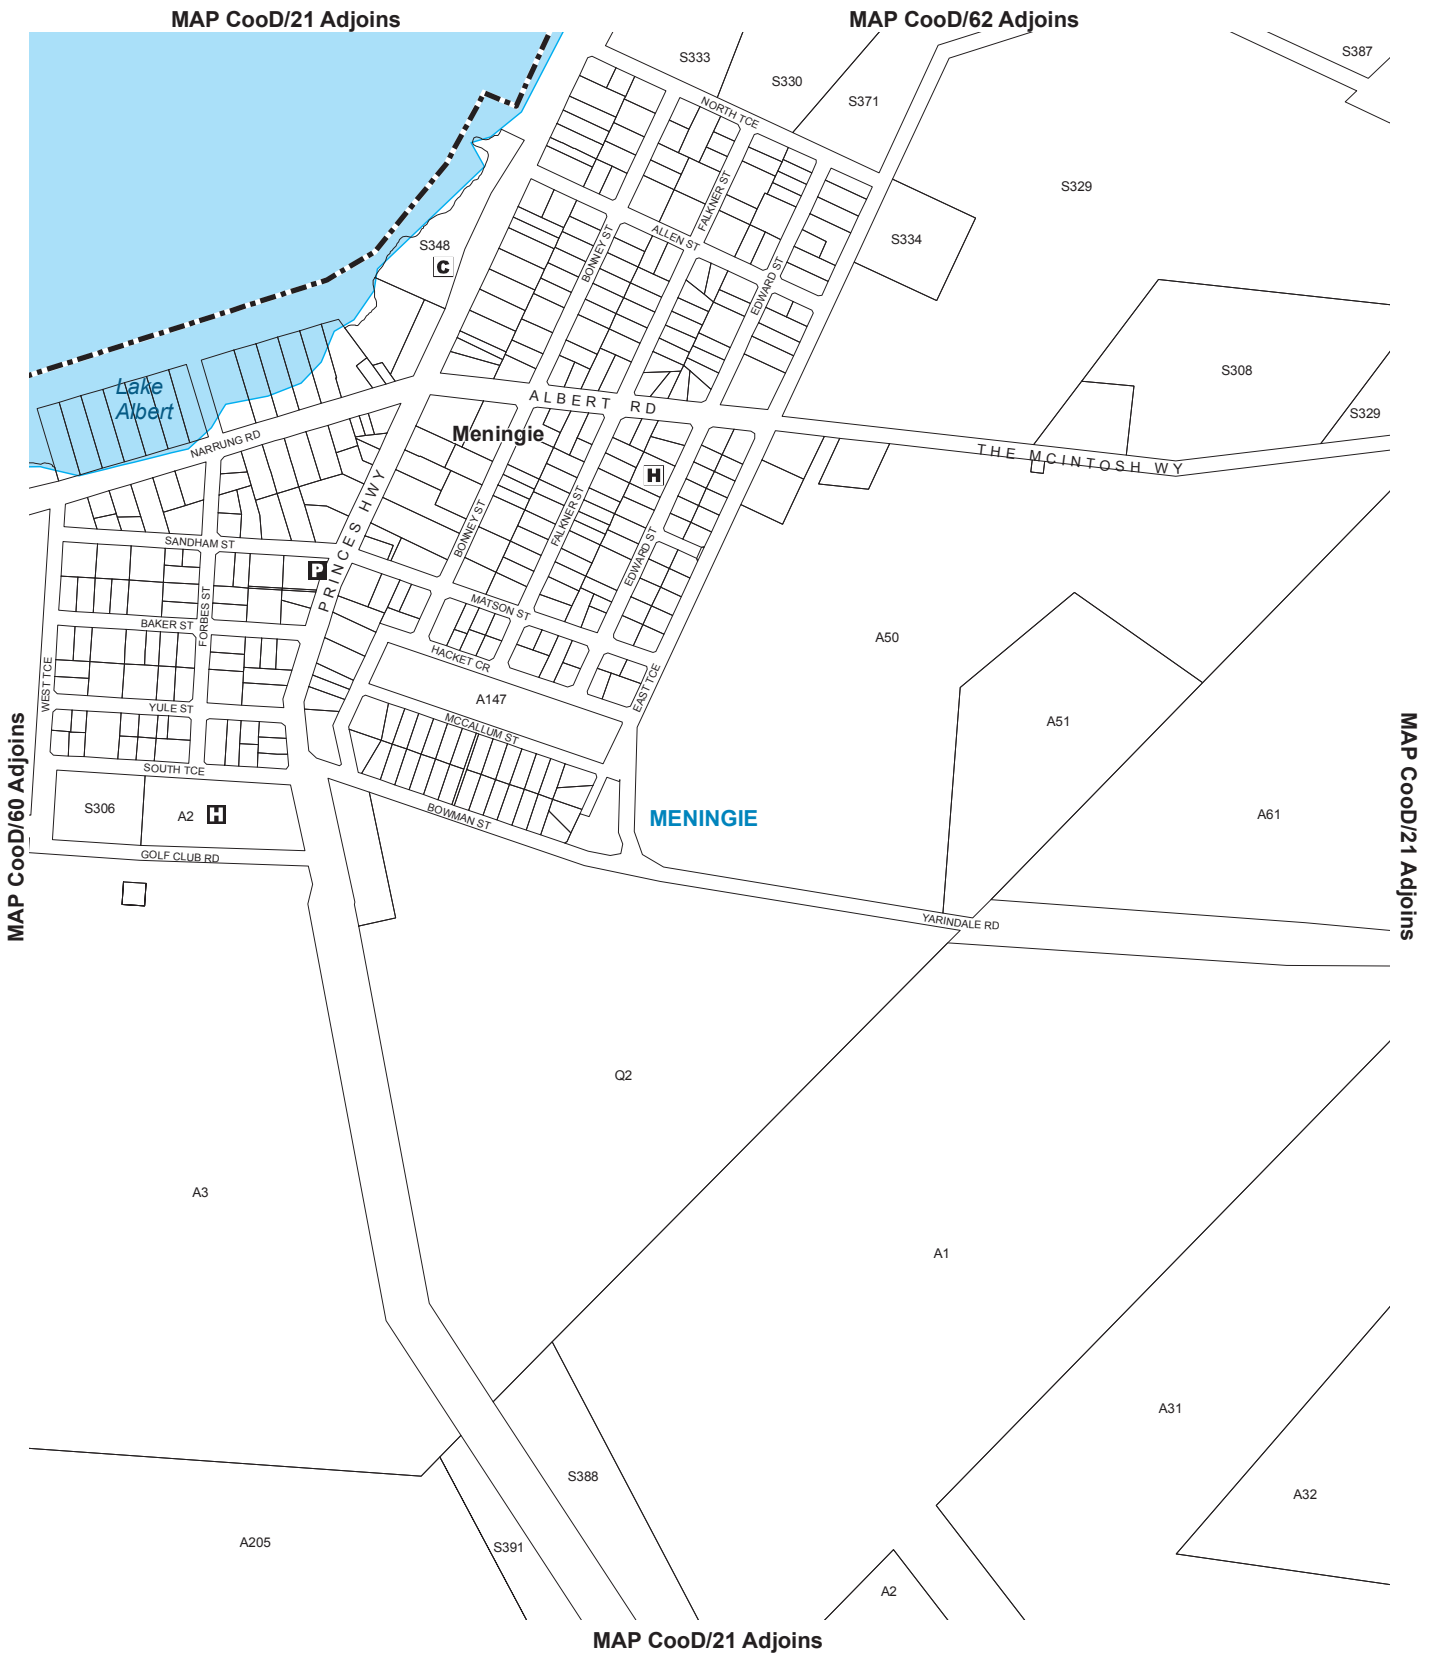 MAP CooD/21 Adjoins
MAP CooD/62 Adjoins
S387
S333
S330
S371
NORTH TCE
S329
FALKNER ST
S334
ALLEN ST
S348
C
BONNEY ST
EDWARD ST
S308
Lake
Albert
ALBERT RD
S329
Meningie
NARRUNG RD
THE MCINTOSH WY
H
PRINCES HWY
BONNEY ST
FALKNER ST
EDWARD ST
SANDHAM ST
P
FORBES ST
MATSON ST
BAKER ST
A50
HACKET CR
WEST TCE
EAST TCE
A147
YULE ST
MCCALLUM ST
A51
SOUTH TCE
S306
A2
H
BOWMAN ST
MENINGIE
A61
GOLF CLUB RD
MAP CooD/60 Adjoins
MAP CooD/21 Adjoins
YARINDALE RD
Q2
A3
A1
A31
S388
A32
A205
S391
A2
MAP CooD/21 Adjoins